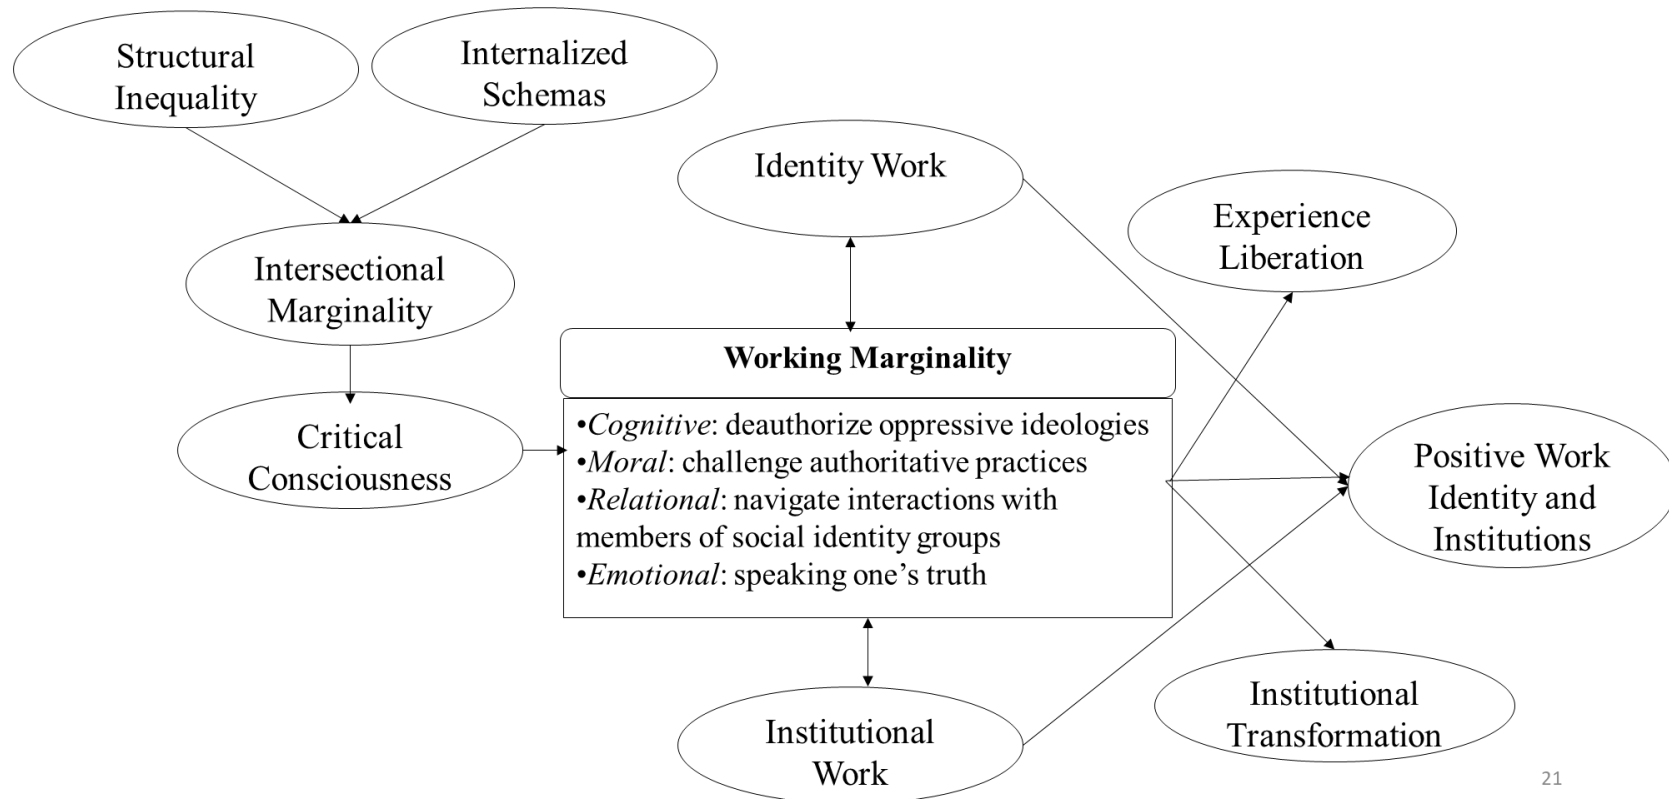 Structural
Inequality
Internalized
Schemas
Identity Work
Experience
Liberation
Intersectional
Marginality
Working Marginality
Critical
Consciousness
•Cognitive: deauthorize oppressive ideologies
•Moral: challenge authoritative practices
•Relational: navigate interactions with
members of social identity groups
•Emotional: speaking one’s truth
Positive Work
Identity and
Institutions
Institutional
Work
Institutional
Transformation
21